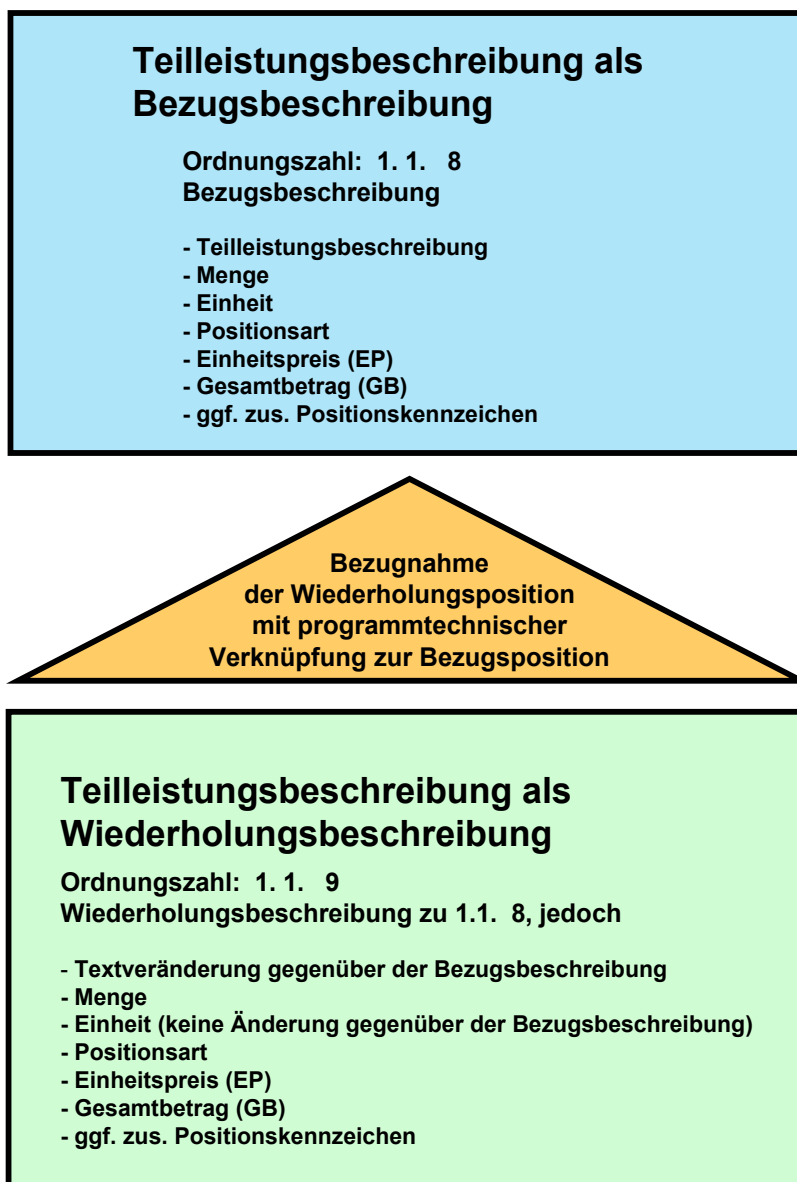 Teilleistungsbeschreibung als
Bezugsbeschreibung
Ordnungszahl: 1. 1. 8
Bezugsbeschreibung
- Teilleistungsbeschreibung
- Menge
- Einheit
- Positionsart
- Einheitspreis (EP)
- Gesamtbetrag (GB)
- ggf. zus. Positionskennzeichen
Bezugnahme
der Wiederholungsposition
mit programmtechnischer
Verknüpfung zur Bezugsposition
Teilleistungsbeschreibung als
Wiederholungsbeschreibung
Ordnungszahl: 1. 1. 9
Wiederholungsbeschreibung zu 1.1. 8, jedoch
- Textveränderung gegenüber der Bezugsbeschreibung
- Menge
- Einheit (keine Änderung gegenüber der Bezugsbeschreibung)
- Positionsart
- Einheitspreis (EP)
- Gesamtbetrag (GB)
- ggf. zus. Positionskennzeichen